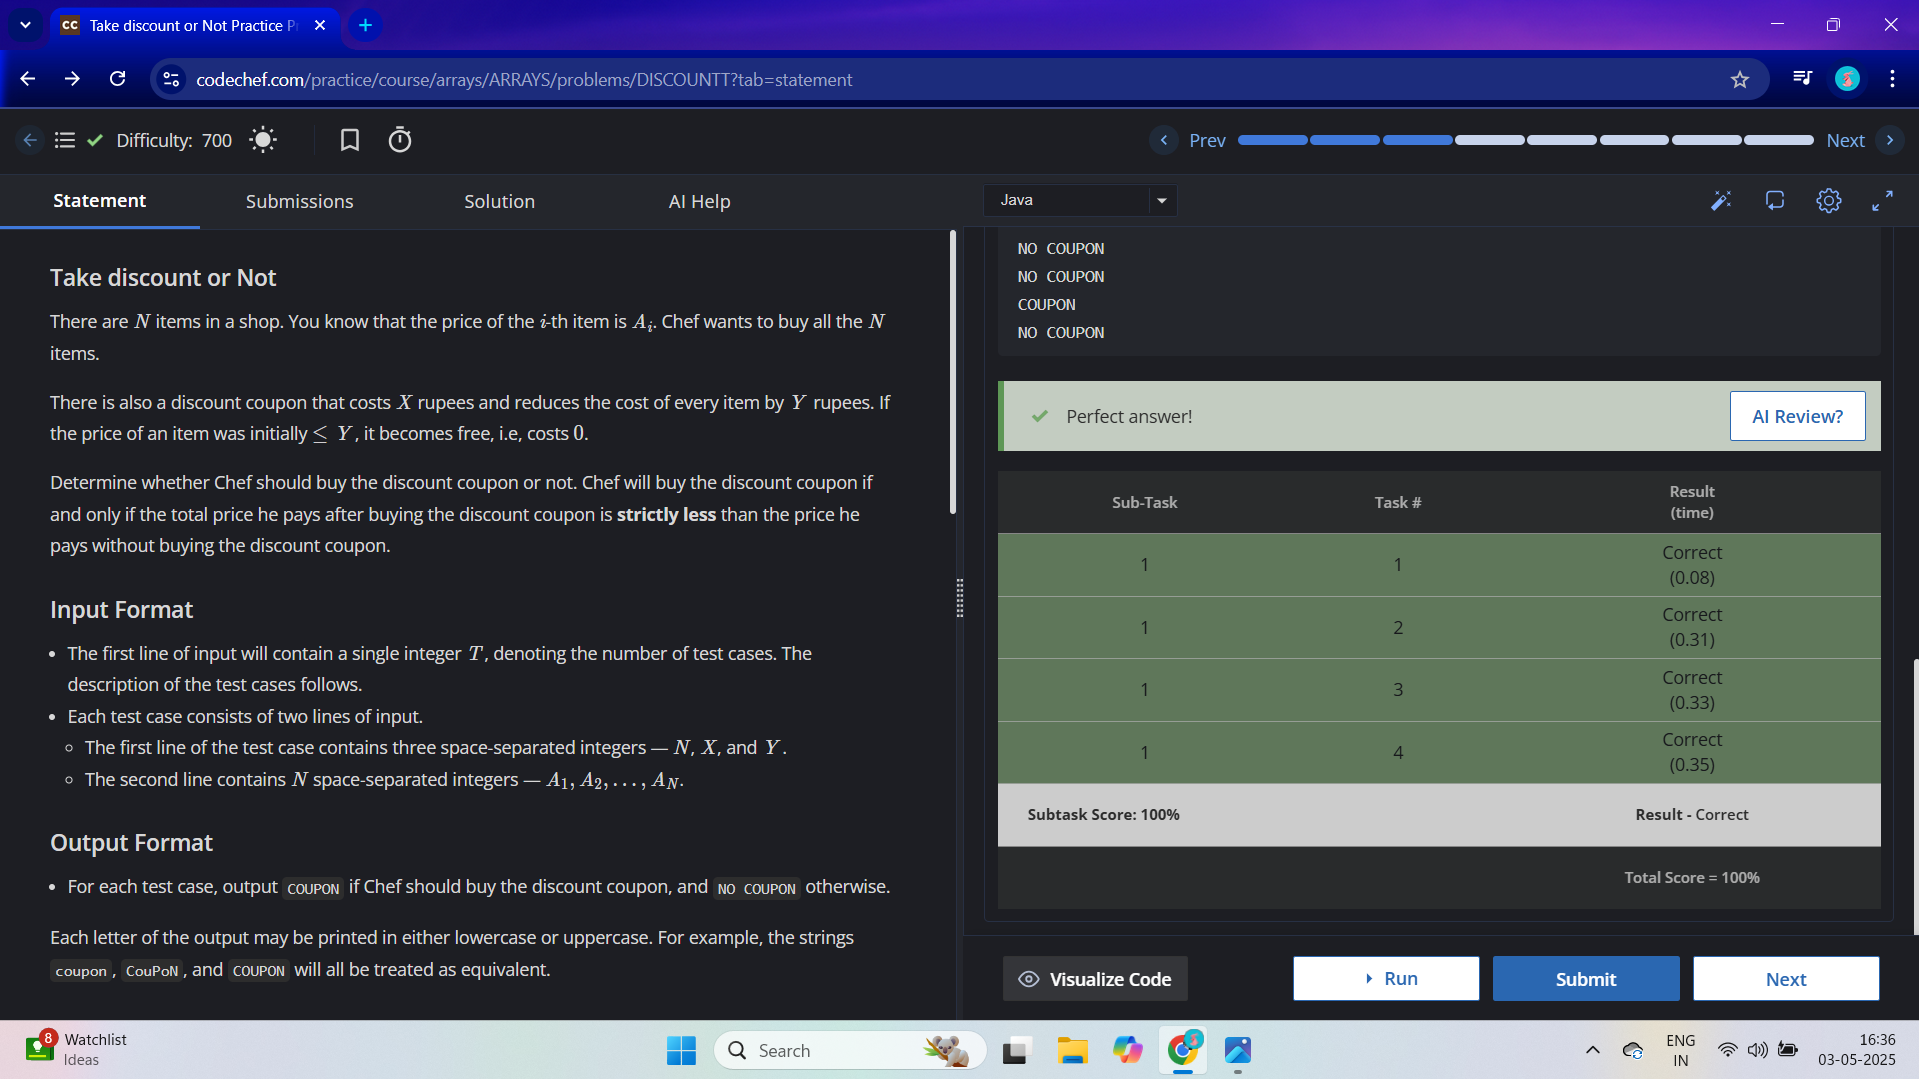 CC Take discount or Not Practice P
codechef.com/practice/course/arrays/ARRAYS/problems/DISCOUNTT?tab=statement
Difficulty: 700
Prev
Next
Statement
Submissions
Solution
AI Help
Java
Take discount or Not
There are N items in a shop. You know that the price of the i-th item is Aᵢ. Chef wants to buy all the N
items.
There is also a discount coupon that costs X rupees and reduces the cost of every item by Y rupees. If
the price of an item was initially ≤ Y, it becomes free, i.e, costs 0.
Determine whether Chef should buy the discount coupon or not. Chef will buy the discount coupon if
and only if the total price he pays after buying the discount coupon is strictly less than the price he
pays without buying the discount coupon.
Input Format
• The first line of input will contain a single integer T, denoting the number of test cases. The
description of the test cases follows.
• Each test case consists of two lines of input.
◦ The first line of the test case contains three space-separated integers — N, X, and Y.
◦ The second line contains N space-separated integers — A₁, A₂, . . . , A_N.
Output Format
• For each test case, output COUPON if Chef should buy the discount coupon, and NO COUPON otherwise.
Each letter of the output may be printed in either lowercase or uppercase. For example, the strings
coupon, CouPoN, and COUPON will all be treated as equivalent.
NO COUPON
NO COUPON
COUPON
NO COUPON
Perfect answer!
AI Review?
Sub-Task Task # Result
(time)
1 1 Correct
(0.08)
1 2 Correct
(0.31)
1 3 Correct
(0.33)
1 4 Correct
(0.35)
Subtask Score: 100% Result - Correct
Total Score = 100%
Visualize Code
Run
Submit
Next
8
Watchlist
Ideas
Search
ENG
IN
16:36
03-05-2025